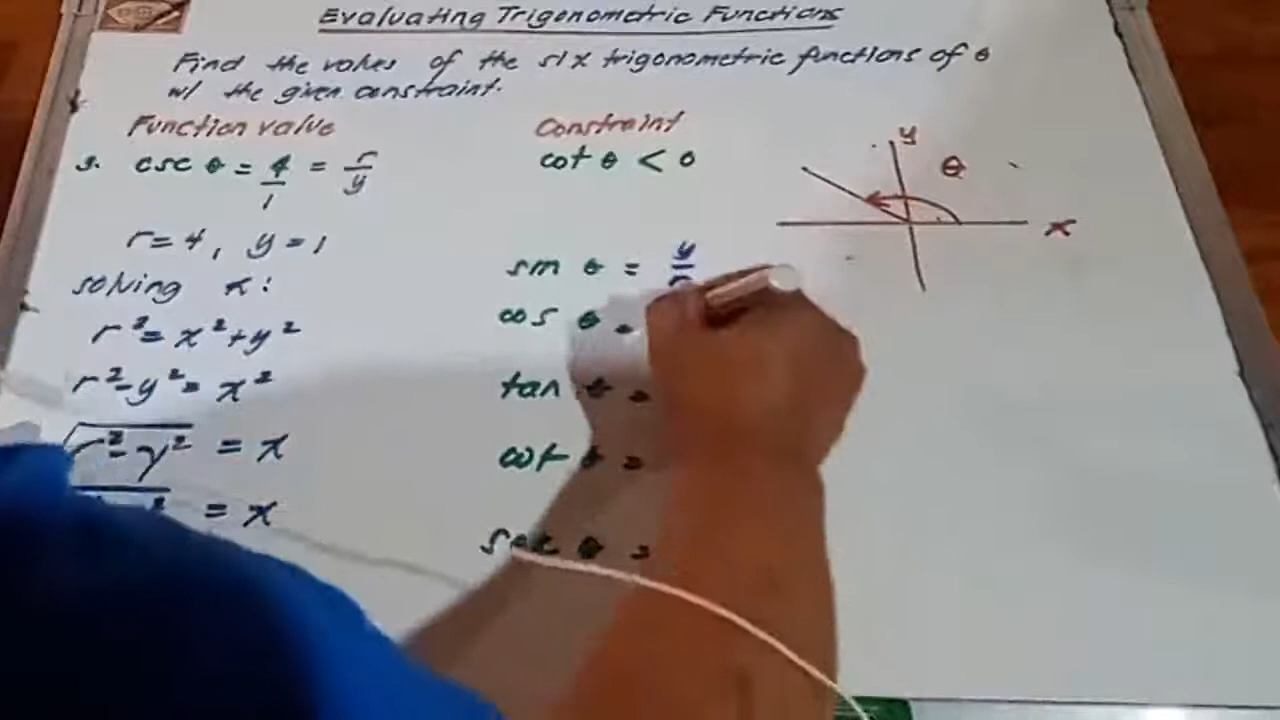 Evaluating Trigonometric Functions
Find the values of the six trigonometric functions of θ
w/ the given constraint.
Function value
3. csc θ = 4/1 = r/y
r = 4, y = 1
solving x:
r² = x² + y²
r² - y² = x²
√(r² - y²) = x
= x
Constraint
cot θ < 0
sin θ = y/r
cos θ =
tan θ =
cot θ =
sec θ =
y
θ
x